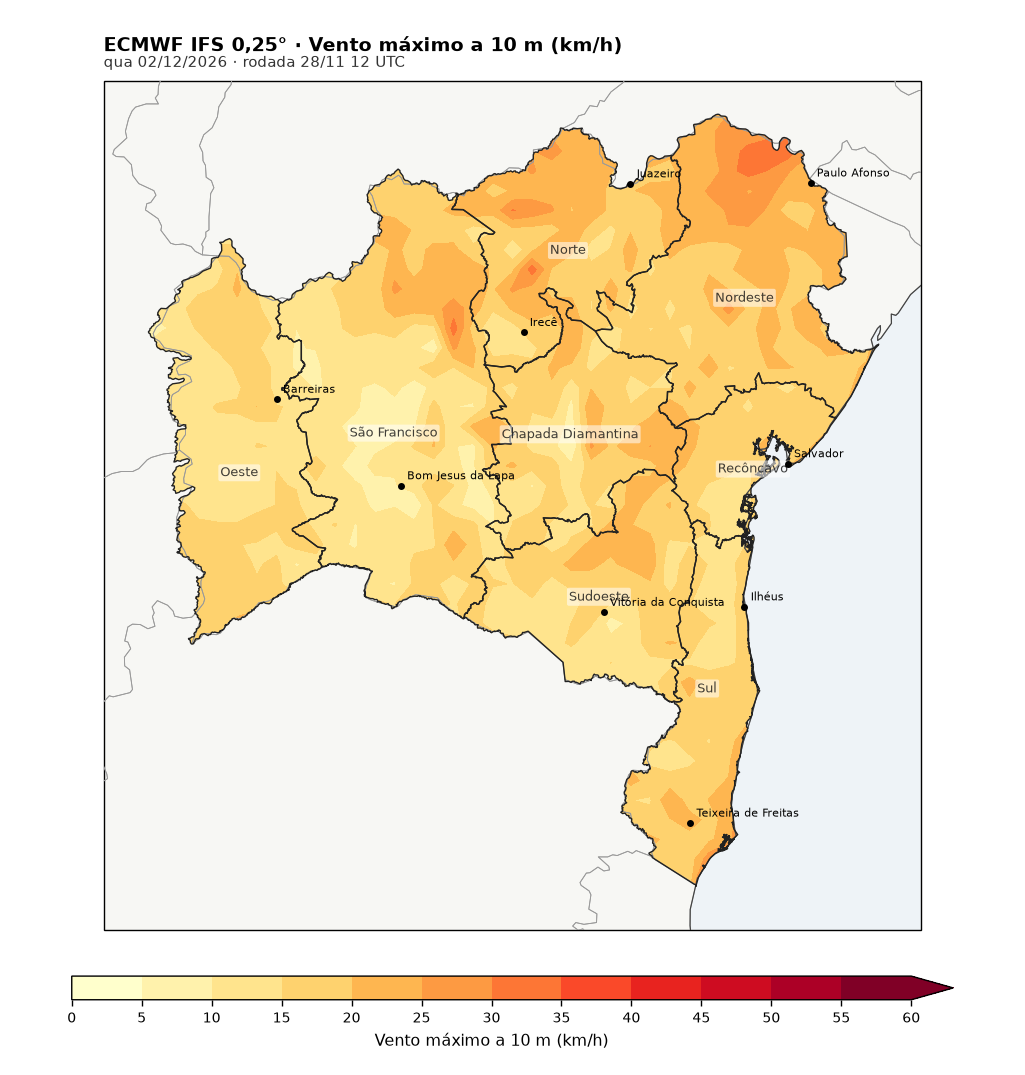 ECMWF IFS 0,25° · Vento máximo a 10 m (km/h)
qua 02/12/2026 · rodada 28/11 12 UTC
Juazeiro
Paulo Afonso
Norte
Nordeste
Irecê
Barreiras
São Francisco
Chapada Diamantina
Salvador
Recôncavo
Oeste
Bom Jesus da Lapa
Sudoeste
Vitória da Conquista
Ilhéus
Sul
Teixeira de Freitas
0 5 10 15 20 25 30 35 40 45 50 55 60
Vento máximo a 10 m (km/h)